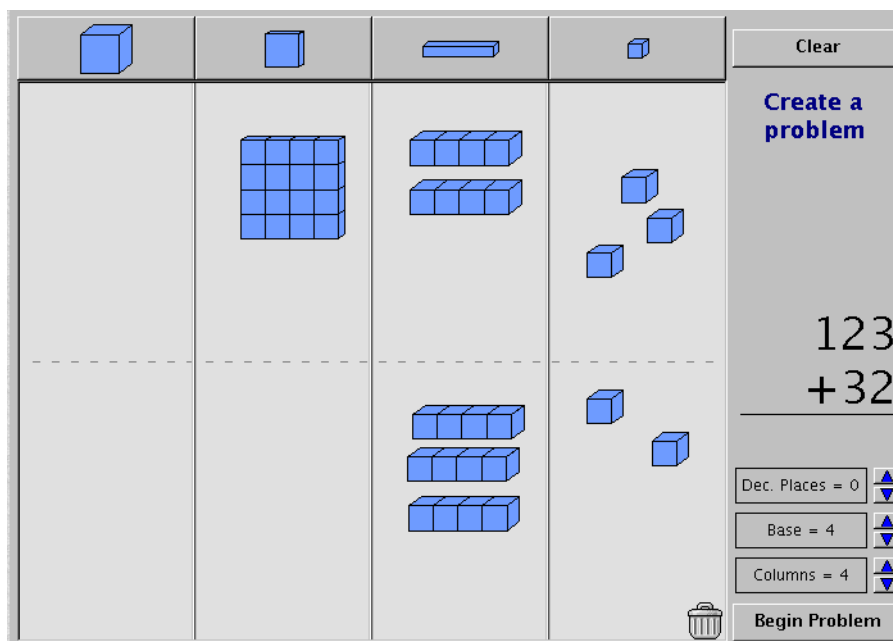 Clear
Create a
problem
123
+32
Dec. Places = 0
Base = 4
Columns = 4
Begin Problem